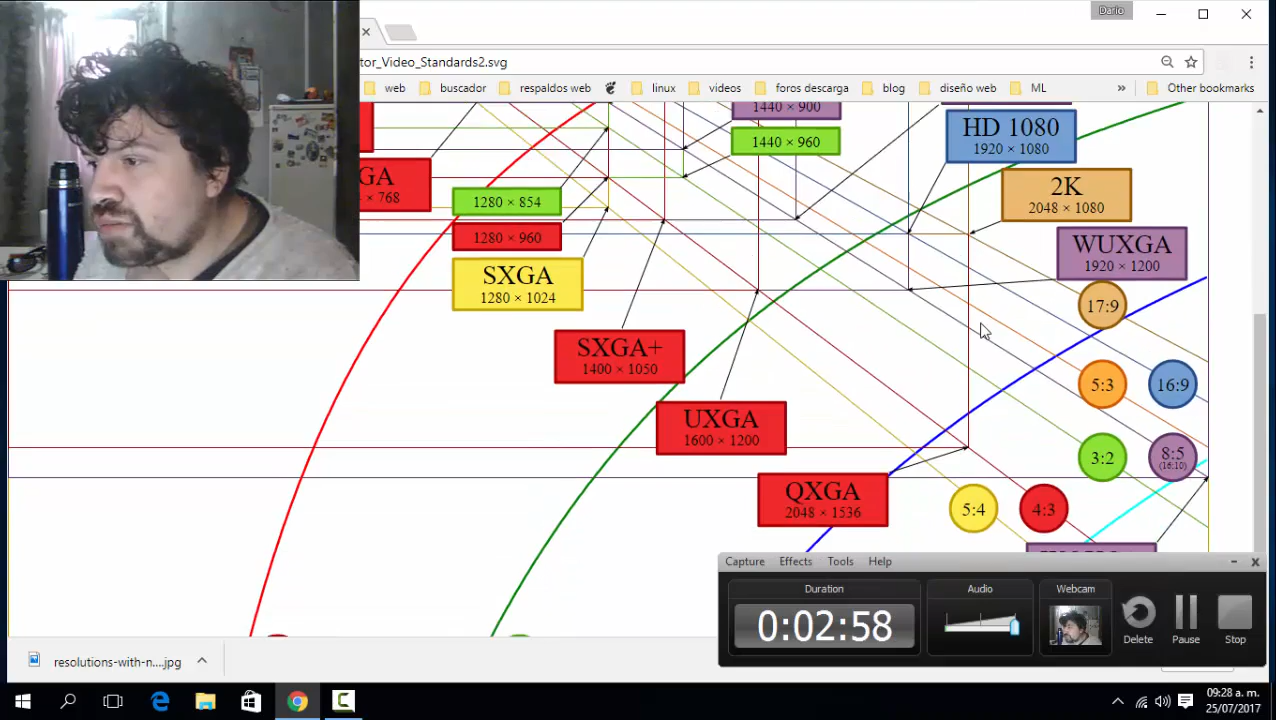 Dario
tor_Video_Standards2.svg
web
buscador
respaldos web
linux
videos
foros descarga
blog
diseño web
ML
»
Other bookmarks
1440 × 900
1440 × 960
HD 1080
1920 × 1080
2K
2048 × 1080
WUXGA
1920 × 1200
GA
× 768
1280 × 854
1280 × 960
SXGA
1280 × 1024
SXGA+
1400 × 1050
UXGA
1600 × 1200
QXGA
2048 × 1536
17:9
5:3
16:9
3:2
8:5
(16:10)
5:4
4:3
Capture Effects Tools Help
Duration
0:02:58
Audio
Webcam
Delete
Pause
Stop
resolutions-with-n....jpg
09:28 a. m.
25/07/2017